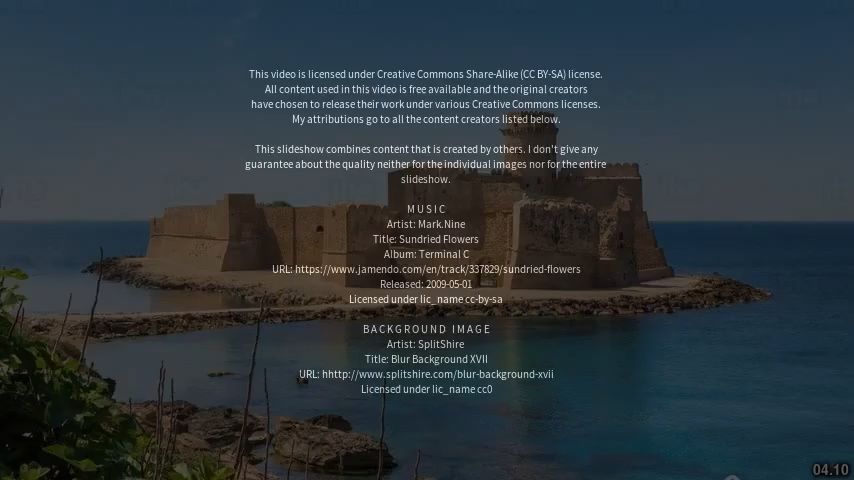 This video is licensed under Creative Commons Share-Alike (CC BY-SA) license.
All content used in this video is free available and the original creators
have chosen to release their work under various Creative Commons licenses.
My attributions go to all the content creators listed below.
This slideshow combines content that is created by others. I don't give any
guarantee about the quality neither for the individual images nor for the entire
slideshow.
MUSIC
Artist: Mark.Nine
Title: Sundried Flowers
Album: Terminal C
URL: https://www.jamendo.com/en/track/337829/sundried-flowers
Released: 2009-05-01
Licensed under lic_name cc-by-sa
BACKGROUND IMAGE
Artist: SplitShire
Title: Blur Background XVII
URL: hhttp://www.splitshire.com/blur-background-xvii
Licensed under lic_name cc0
04.10